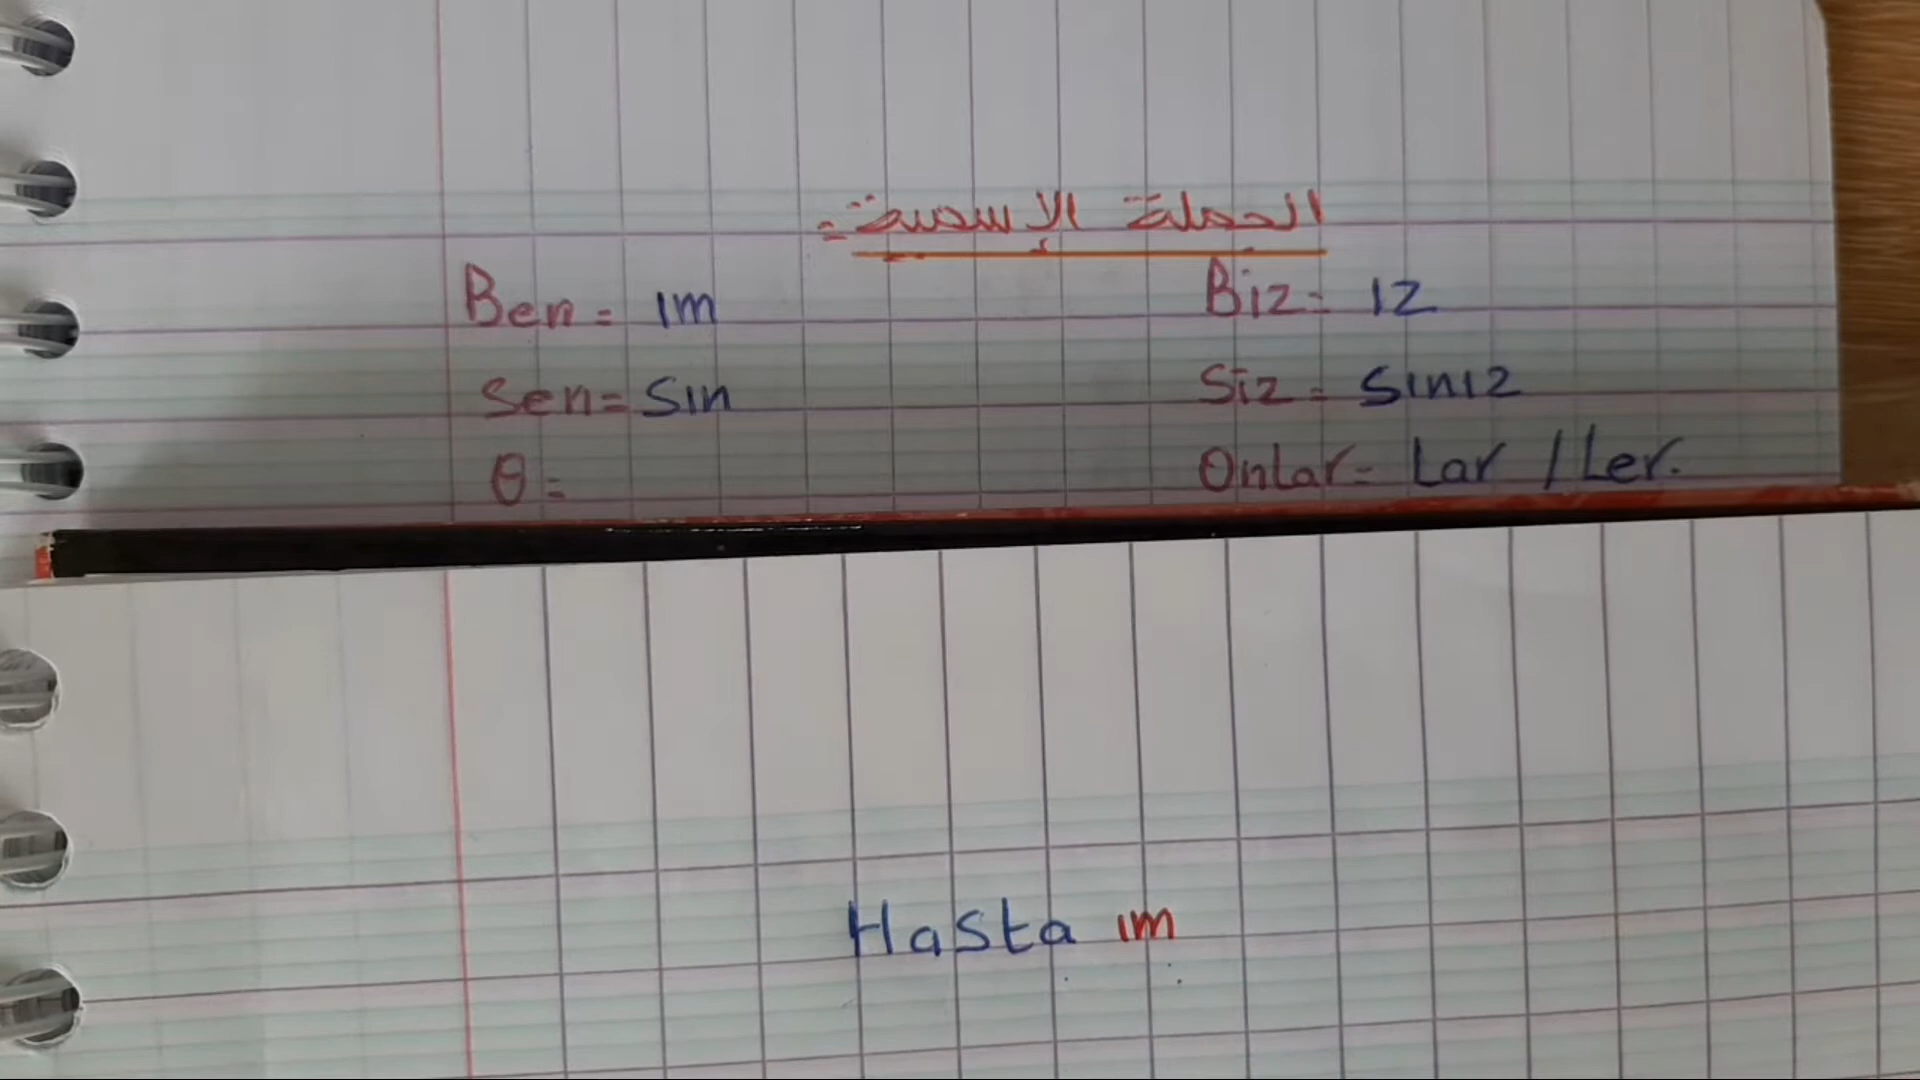 الجملة الإسمية:
Ben = ım Biz = ız
Sen = sın Siz = sınız
θ = Onlar = Lar / Ler.
Hasta ım